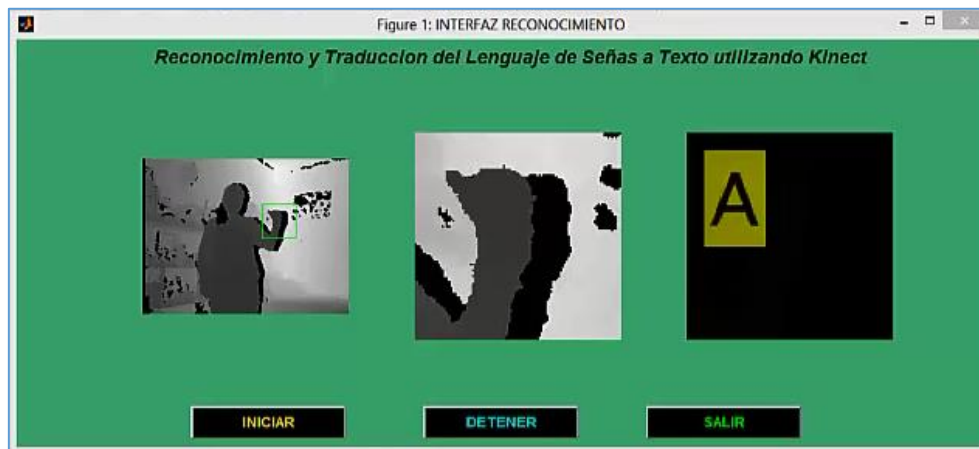 Figure 1: INTERFAZ RECONOCIMIENTO
Reconocimiento y Traduccion del Lenguaje de Señas a Texto utilizando Kinect
A
INICIAR
DETENER
SALIR